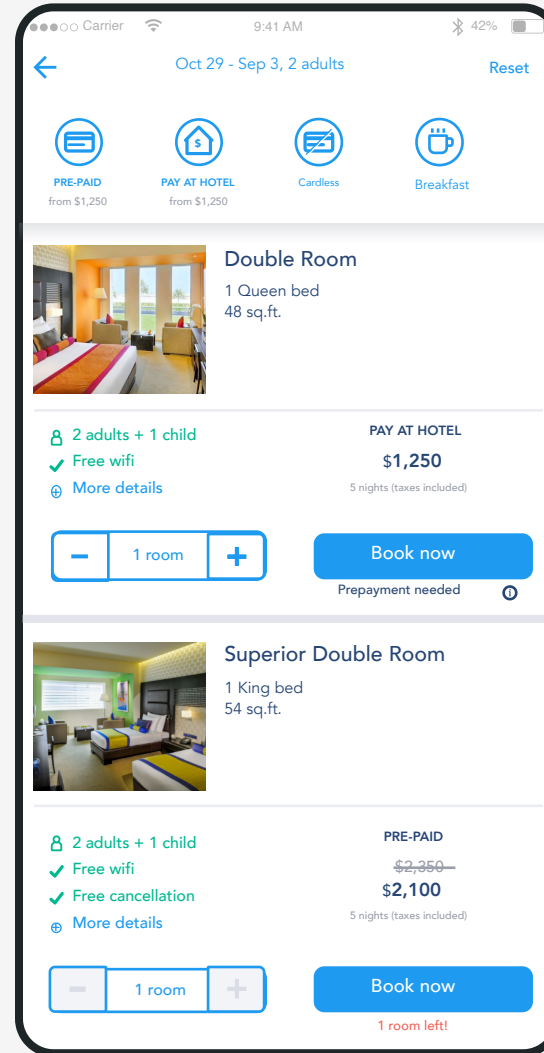 Carrier 9:41 AM 42%
Oct 29 - Sep 3, 2 adults
Reset
PRE-PAID
from $1,250
PAY AT HOTEL
from $1,250
Cardless
Breakfast
Double Room
1 Queen bed
48 sq.ft.
2 adults + 1 child
Free wifi
More details
PAY AT HOTEL
$1,250
5 nights (taxes included)
1 room
Book now
Prepayment needed
Superior Double Room
1 King bed
54 sq.ft.
2 adults + 1 child
Free wifi
Free cancellation
More details
PRE-PAID
$2,350
$2,100
5 nights (taxes included)
1 room
Book now
1 room left!